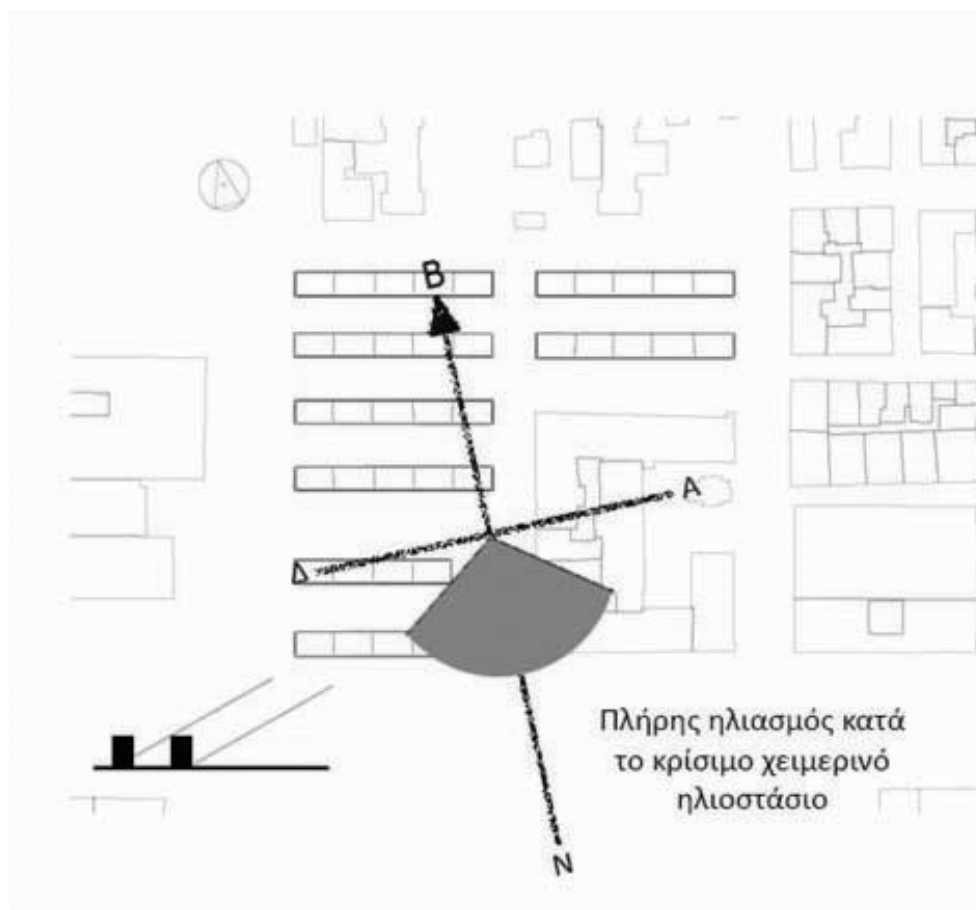 Β
Α
Δ
Πλήρης ηλιασμός κατά
το κρίσιμο χειμερινό
ηλιοστάσιο
Ν